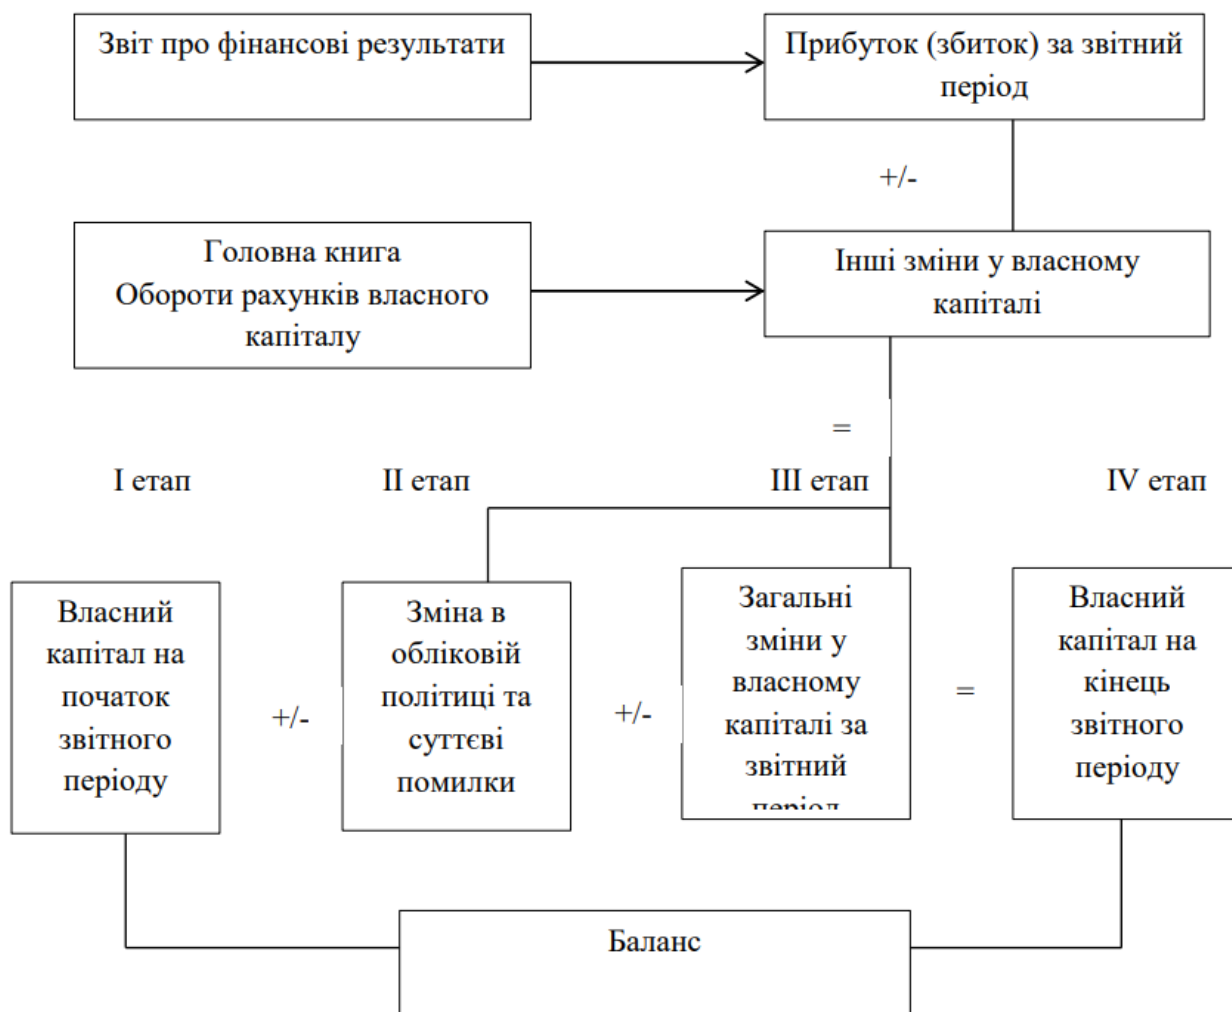 Звіт про фінансові результати
Прибуток (збиток) за звітний
період
+/-
Головна книга
Обороти рахунків власного
капіталу
Інші зміни у власному
капіталі
=
І етап
ІІ етап
ІІІ етап
IV етап
Власний
капітал на
початок
звітного
періоду
+/-
Зміна в
обліковій
політиці та
суттєві
помилки
+/-
Загальні
зміни у
власному
капіталі за
звітний
період
=
Власний
капітал на
кінець
звітного
періоду
Баланс